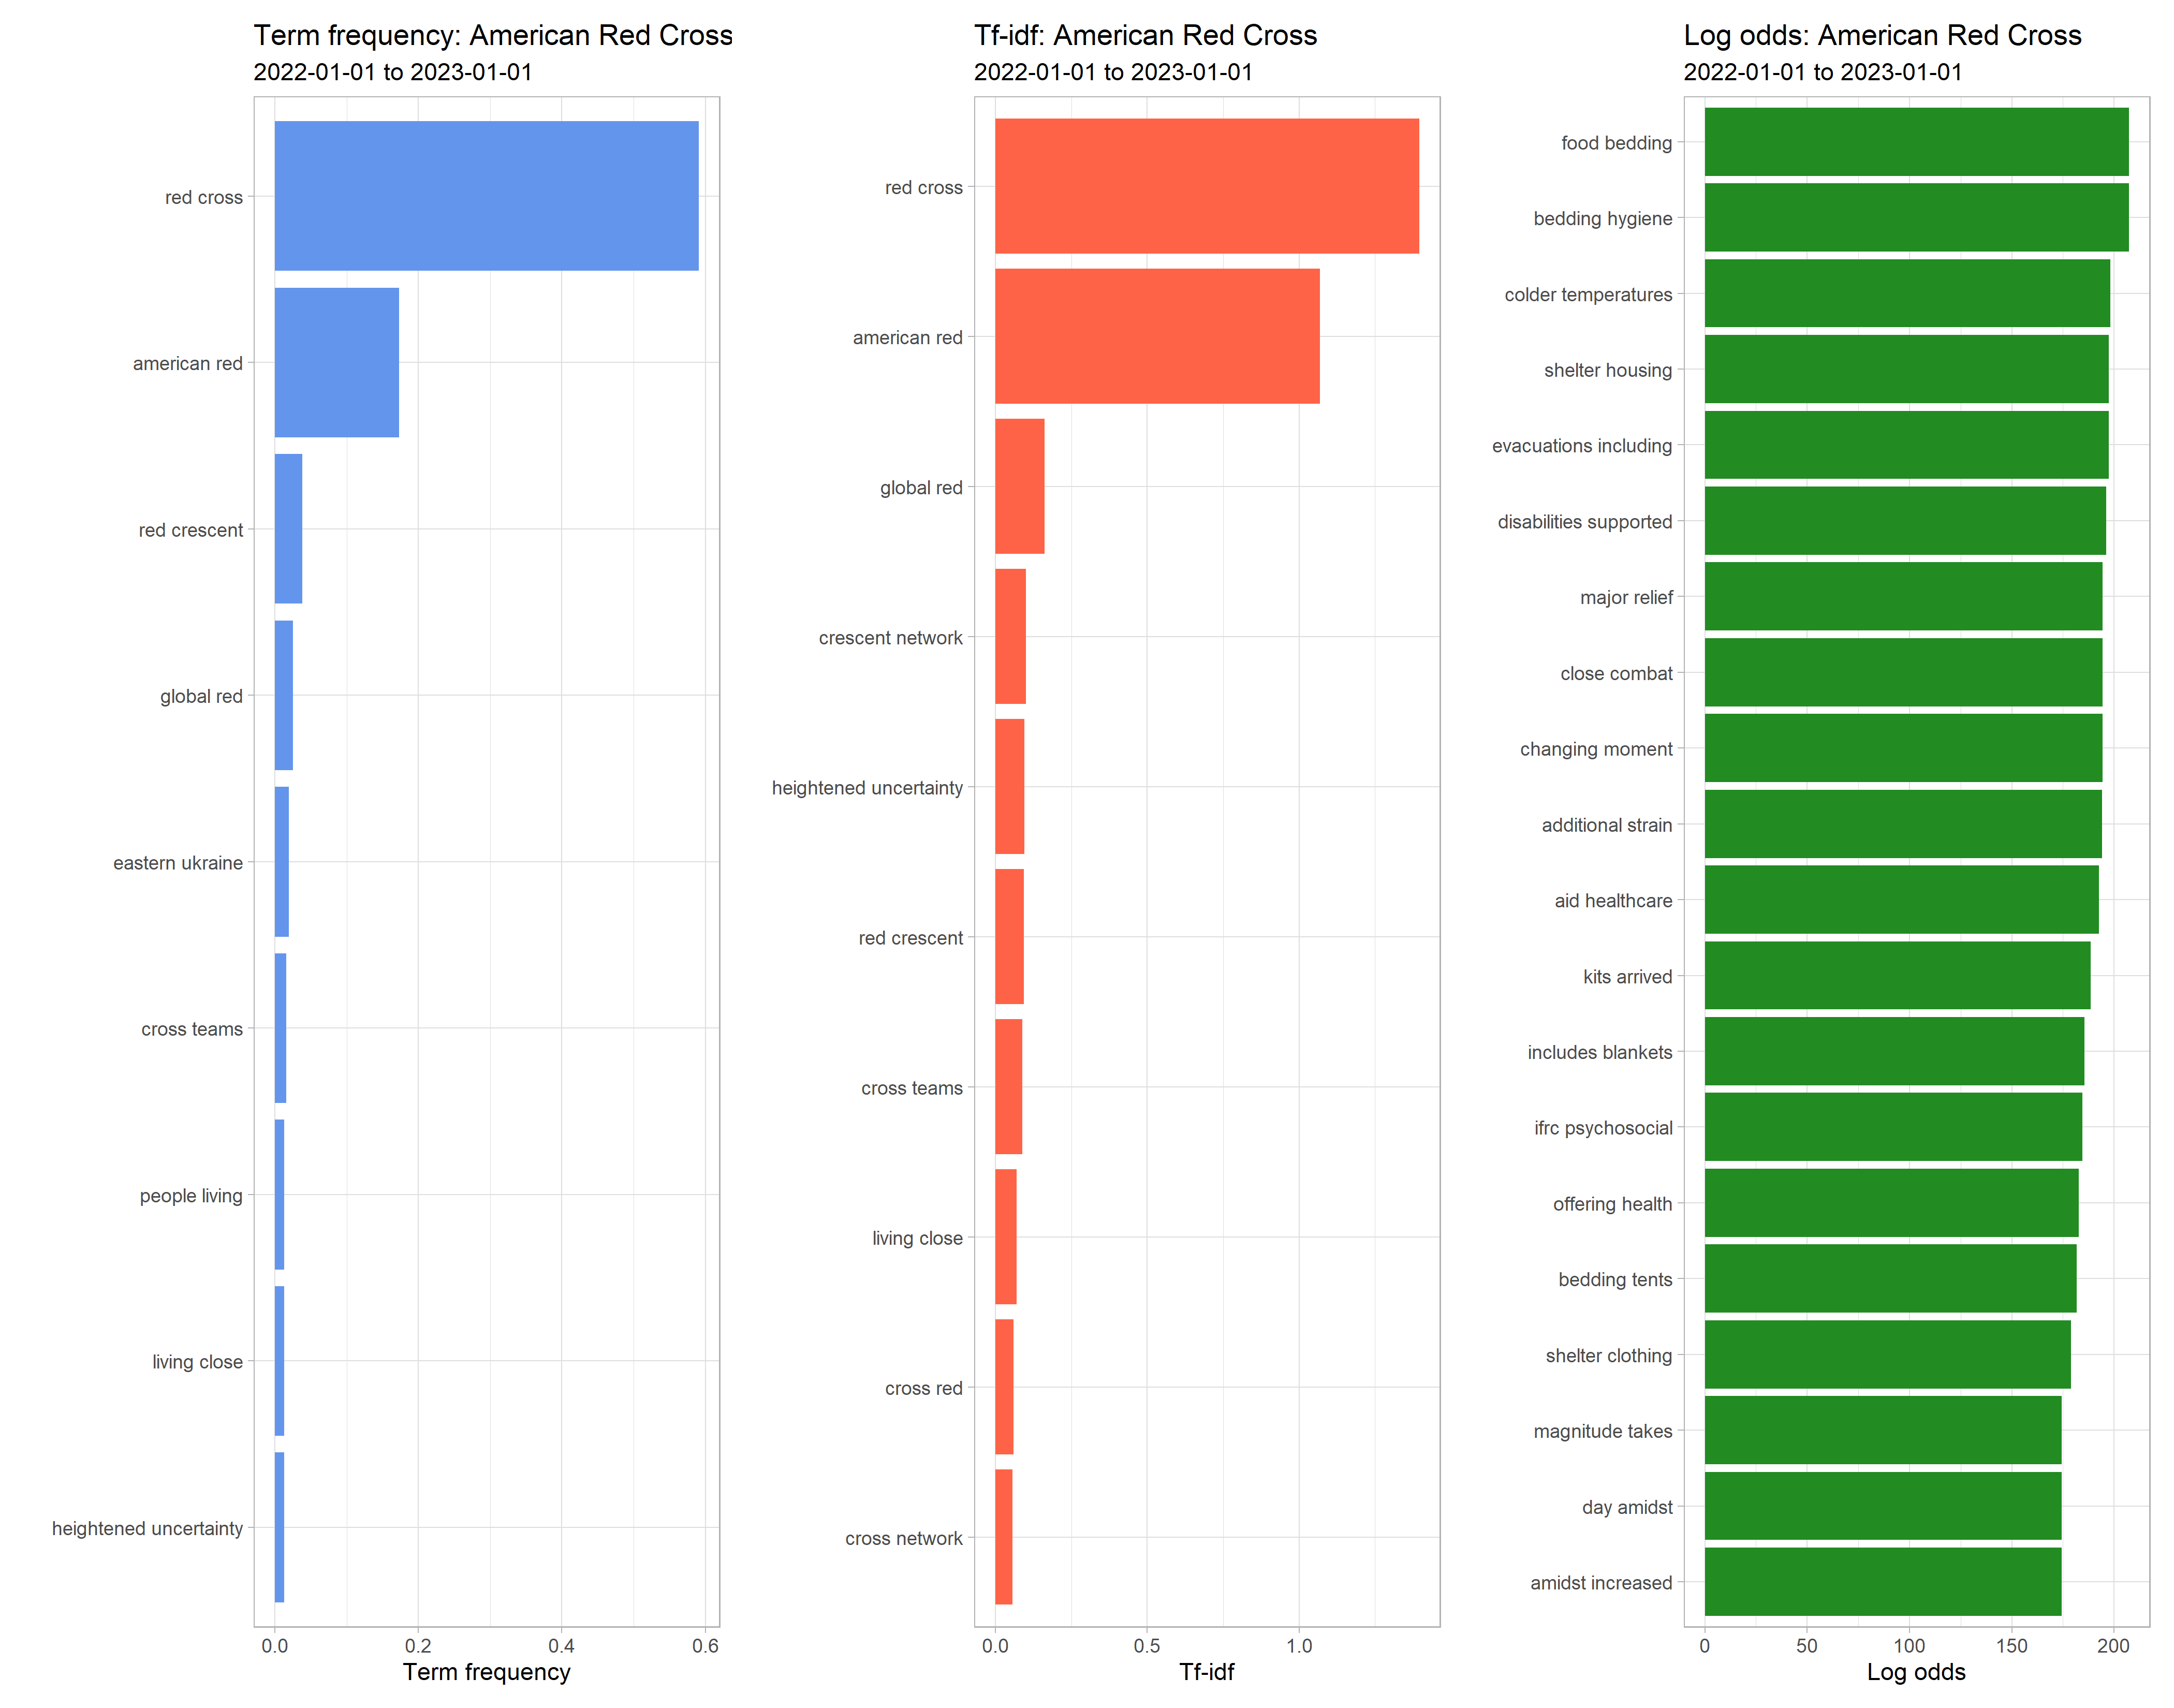 Term frequency: American Red Cross
2022-01-01 to 2023-01-01
red cross
american red
red crescent
global red
eastern ukraine
cross teams
people living
living close
heightened uncertainty
0.0 0.2 0.4 0.6
Term frequency
Tf-idf: American Red Cross
2022-01-01 to 2023-01-01
red cross
american red
global red
crescent network
heightened uncertainty
red crescent
cross teams
living close
cross red
cross network
0.0 0.5 1.0
Tf-idf
Log odds: American Red Cross
2022-01-01 to 2023-01-01
food bedding
bedding hygiene
colder temperatures
shelter housing
evacuations including
disabilities supported
major relief
close combat
changing moment
additional strain
aid healthcare
kits arrived
includes blankets
ifrc psychosocial
offering health
bedding tents
shelter clothing
magnitude takes
day amidst
amidst increased
0 50 100 150 200
Log odds